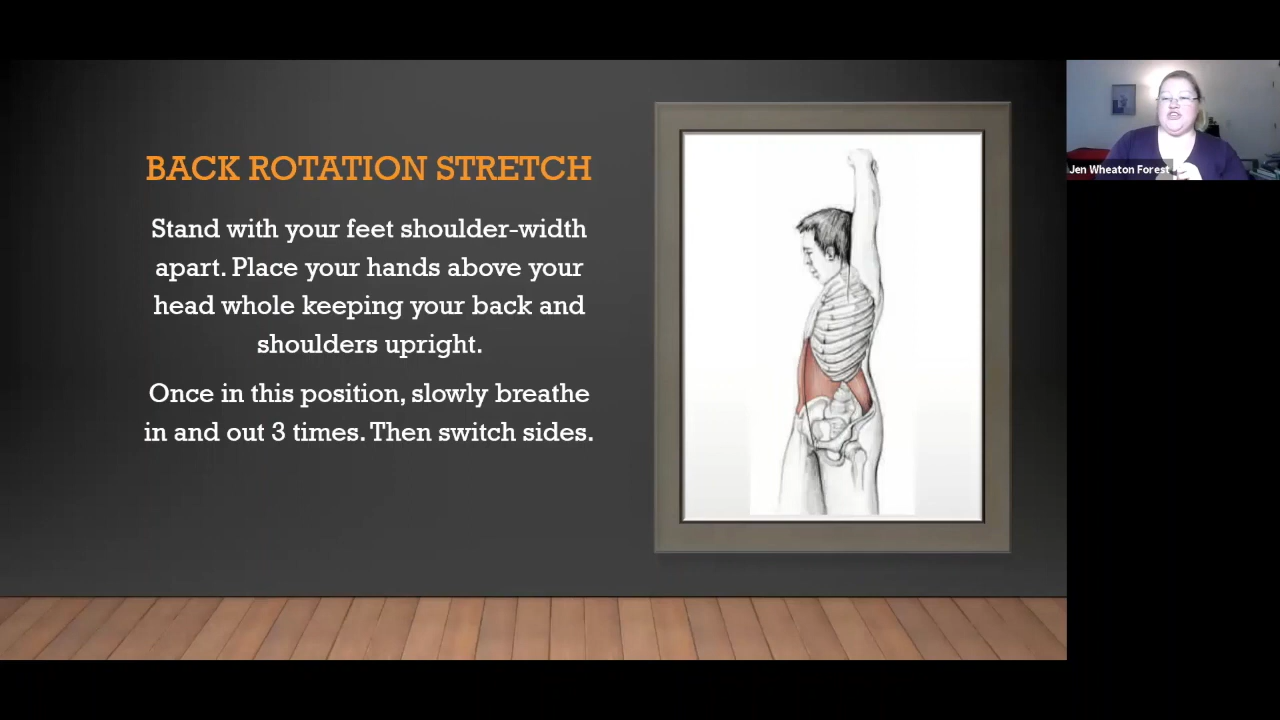 BACK ROTATION STRETCH
Stand with your feet shoulder-width
apart. Place your hands above your
head whole keeping your back and
shoulders upright.
Once in this position, slowly breathe
in and out 3 times. Then switch sides.
Jen Wheaton Forest